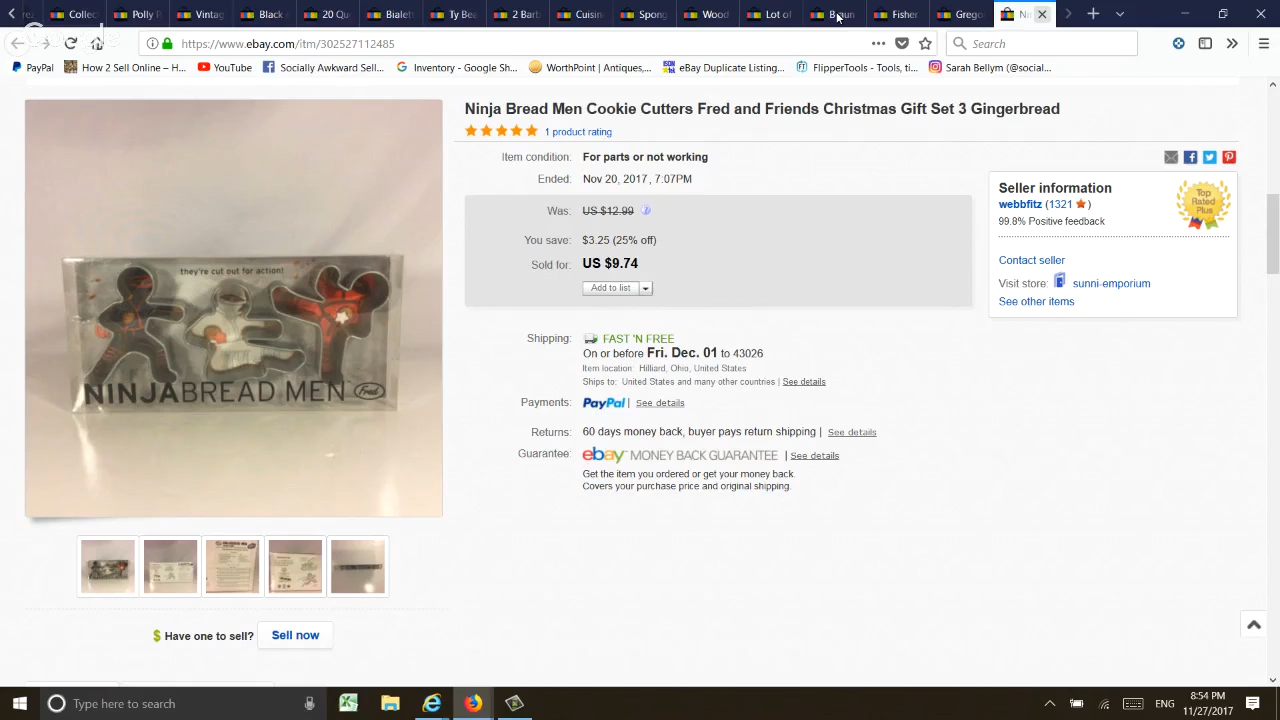 Collec
Polly P
Vintag
Black
20 Qu
Bialet
Ty Bee
2 Barb
Cuisin
Spong
Wood
Lot of
Fisher
Grego
https://www.ebay.com/itm/302527112485
Search
PayPal
How 2 Sell Online – H...
YouTube
Socially Awkward Sell...
Inventory - Google Sh...
WorthPoint | Antiques,...
eBay Duplicate Listing...
FlipperTools - Tools, ti...
Sarah Bellym (@social...
Ninja Bread Men Cookie Cutters Fred and Friends Christmas Gift Set 3 Gingerbread
1 product rating
Item condition: For parts or not working
Ended: Nov 20, 2017 , 7:07PM
Was: US $12.99
You save: $3.25 (25% off)
Sold for: US $9.74
Add to list
Shipping: FAST 'N FREE
On or before Fri. Dec. 01 to 43026
Item location: Hilliard, Ohio, United States
Ships to: United States and many other countries | See details
Payments: PayPal | See details
Returns: 60 days money back, buyer pays return shipping | See details
Guarantee: ebay MONEY BACK GUARANTEE | See details
Get the item you ordered or get your money back.
Covers your purchase price and original shipping.
Seller information
webbfitz (1321 )
99.8% Positive feedback
Top
Rated
Plus
Contact seller
Visit store: sunni-emporium
See other items
they're cut out for action!
NINJABREAD MEN
Fred
$ Have one to sell? Sell now
Type here to search
ENG
8:54 PM
11/27/2017